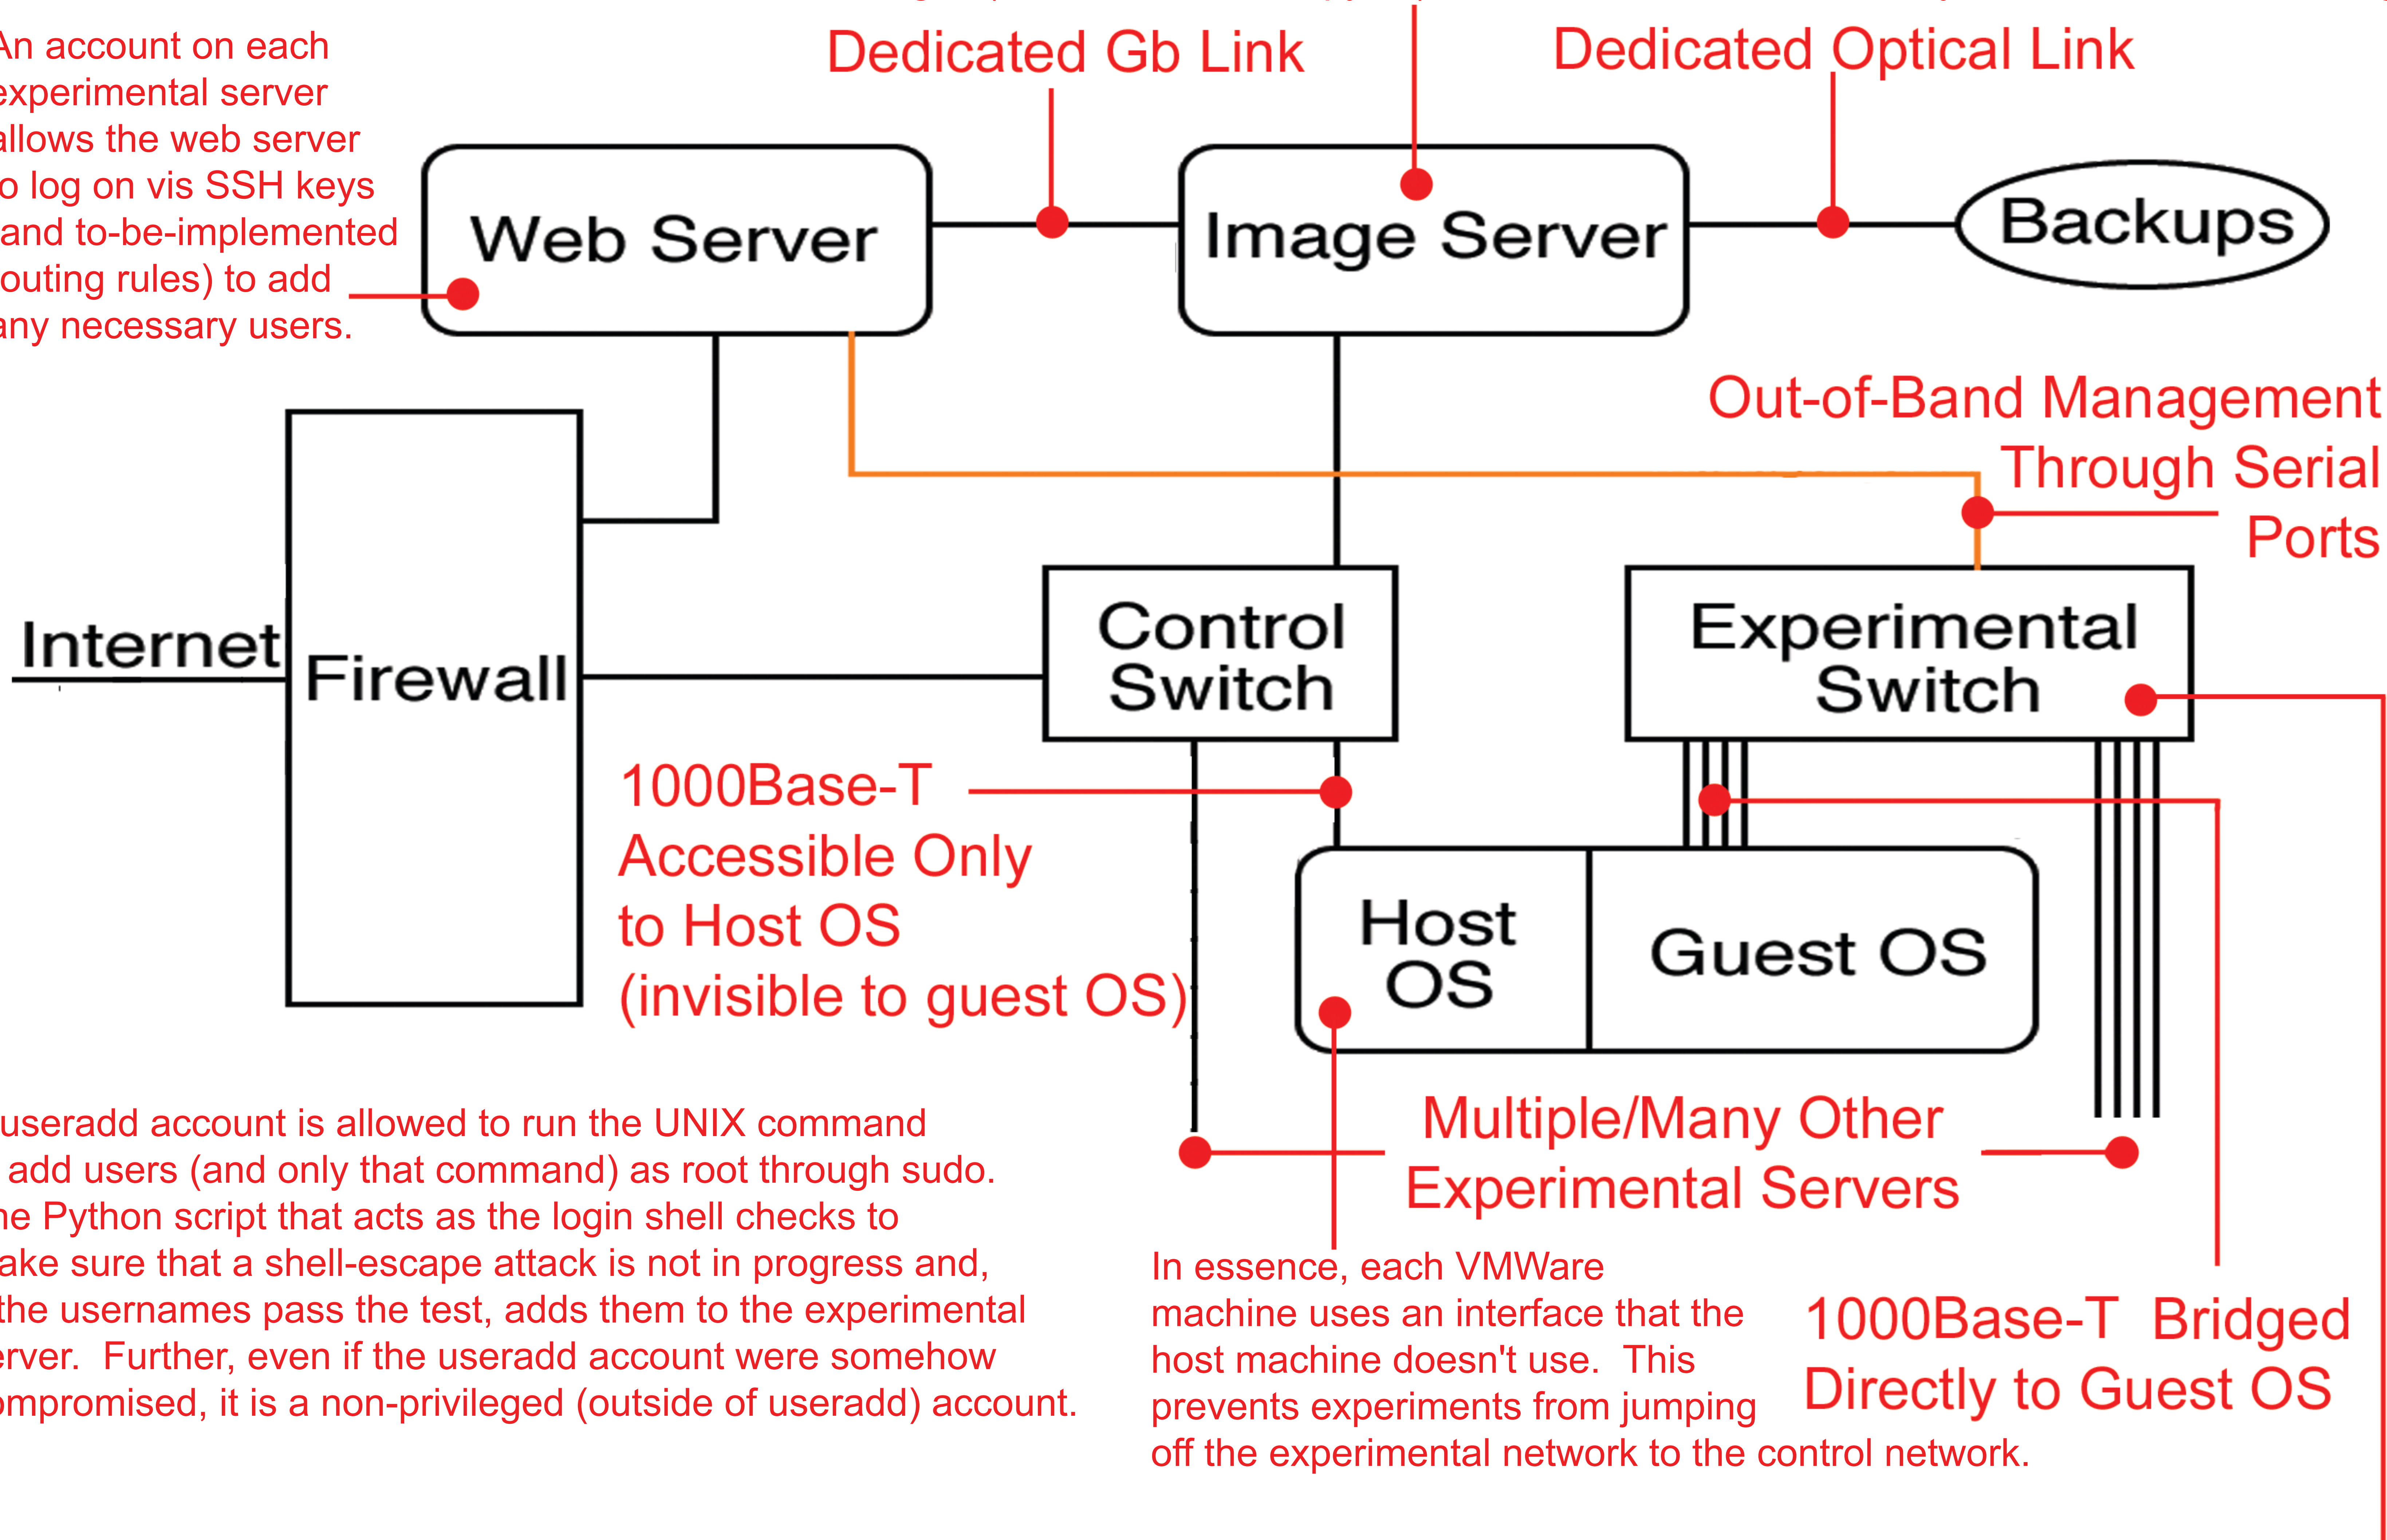 Dedicated Gb Link
Dedicated Optical Link
An account on each
experimental server
allows the web server
to log on vis SSH keys
and to-be-implemented
routing rules) to add
any necessary users.
Web Server
Image Server
Backups
Out-of-Band Management
Through Serial
Ports
Internet
Firewall
Control
Switch
Experimental
Switch
1000Base-T
Accessible Only
to Host OS
(invisible to guest OS)
Host
OS
Guest OS
Multiple/Many Other
Experimental Servers
useradd account is allowed to run the UNIX command
add users (and only that command) as root through sudo.
he Python script that acts as the login shell checks to
ake sure that a shell-escape attack is not in progress and,
the usernames pass the test, adds them to the experimental
erver.  Further, even if the useradd account were somehow
ompromised, it is a non-privileged (outside of useradd) account.
In essence, each VMWare
machine uses an interface that the
host machine doesn't use.  This
prevents experiments from jumping
off the experimental network to the control network.
1000Base-T Bridged
Directly to Guest OS